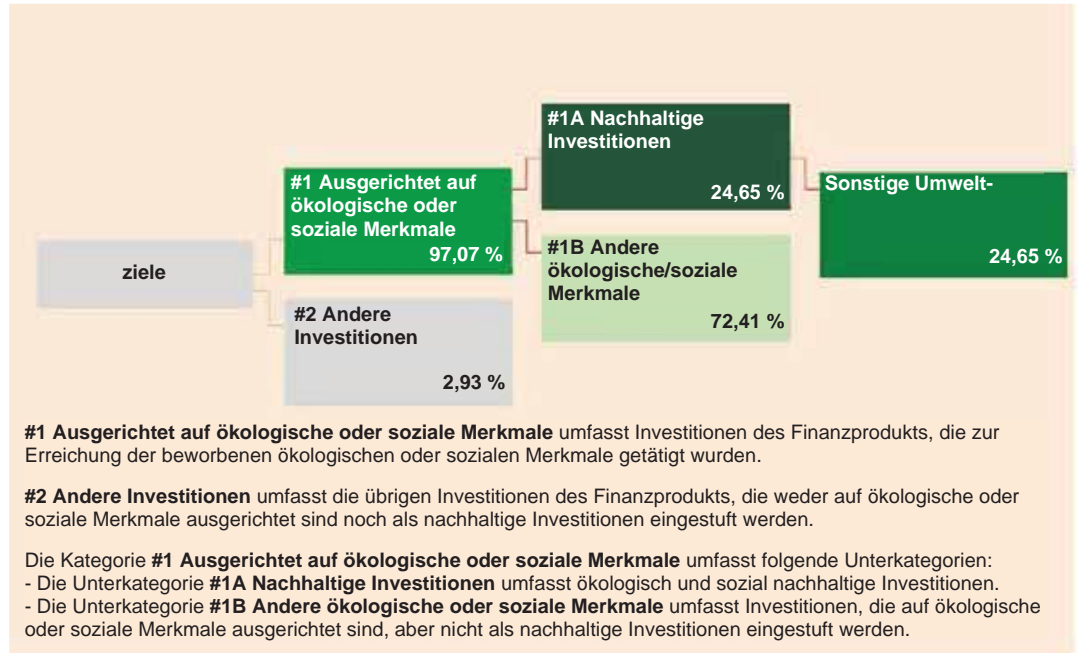 ziele
#1 Ausgerichtet auf
ökologische oder
soziale Merkmale
97,07 %
#2 Andere
Investitionen
2,93 %
#1A Nachhaltige
Investitionen
24,65 %
#1B Andere
ökologische/soziale
Merkmale
72,41 %
Sonstige Umwelt-
24,65 %
#1 Ausgerichtet auf ökologische oder soziale Merkmale umfasst Investitionen des Finanzprodukts, die zur
Erreichung der beworbenen ökologischen oder sozialen Merkmale getätigt wurden.
#2 Andere Investitionen umfasst die übrigen Investitionen des Finanzprodukts, die weder auf ökologische oder
soziale Merkmale ausgerichtet sind noch als nachhaltige Investitionen eingestuft werden.
Die Kategorie #1 Ausgerichtet auf ökologische oder soziale Merkmale umfasst folgende Unterkategorien:
- Die Unterkategorie #1A Nachhaltige Investitionen umfasst ökologisch und sozial nachhaltige Investitionen.
- Die Unterkategorie #1B Andere ökologische oder soziale Merkmale umfasst Investitionen, die auf ökologische
oder soziale Merkmale ausgerichtet sind, aber nicht als nachhaltige Investitionen eingestuft werden.